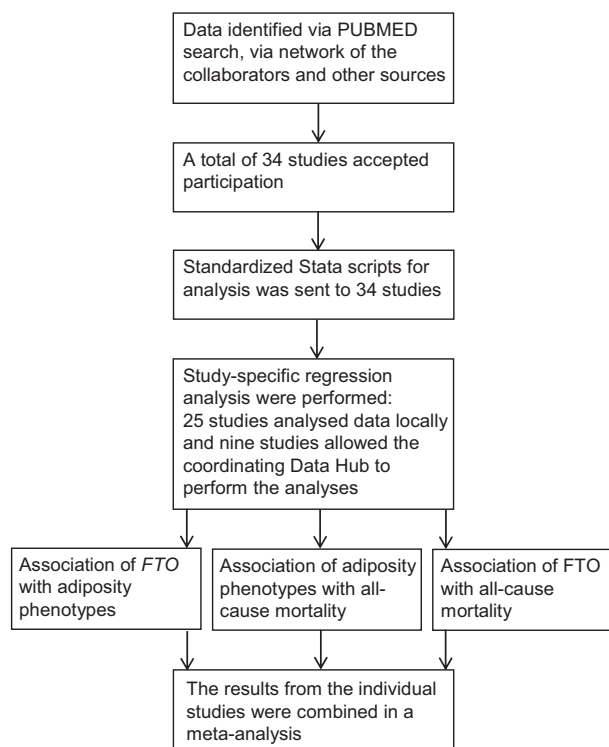 Data identified via PUBMED
search, via network of the
collaborators and other sources
A total of 34 studies accepted
participation
Standardized Stata scripts for
analysis was sent to 34 studies
Study-specific regression
analysis were performed:
25 studies analysed data locally
and nine studies allowed the
coordinating Data Hub to
perform the analyses
Association of FTO
with adiposity
phenotypes
Association of adiposity
phenotypes with all-
cause mortality
Association of FTO
with all-cause
mortality
The results from the individual
studies were combined in a
meta-analysis